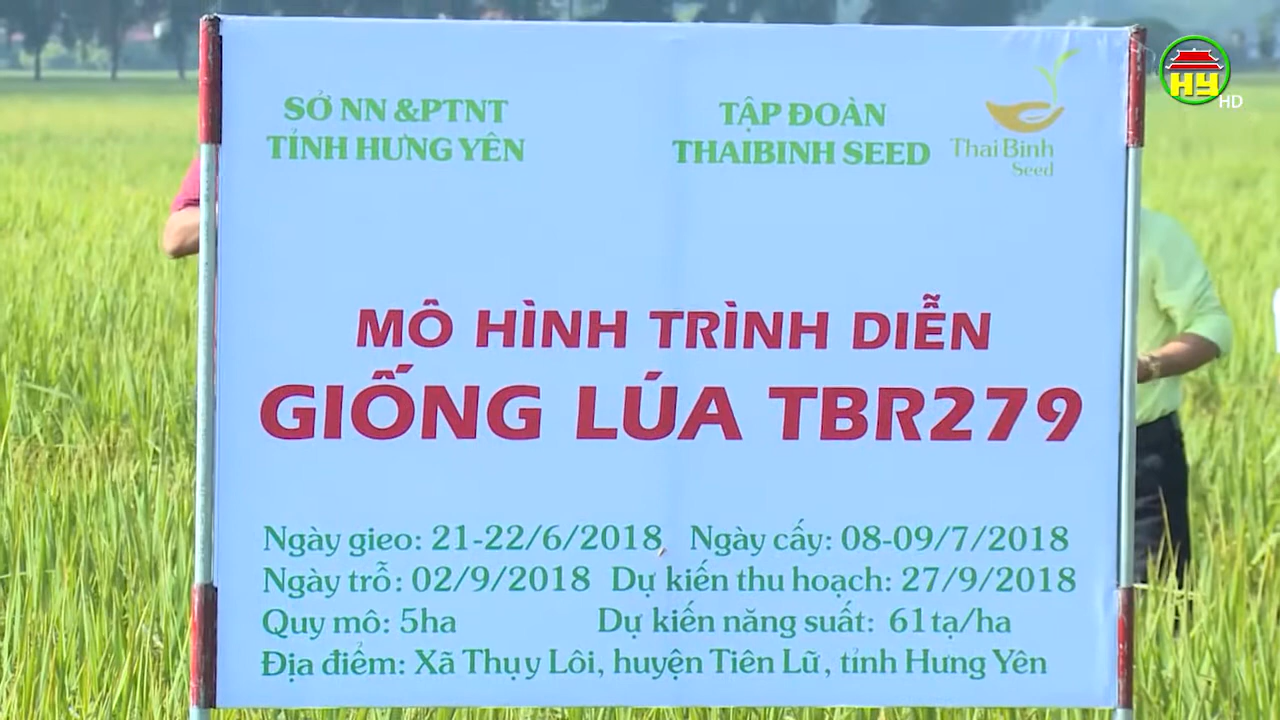 SỞ NN &PTNT
TỈNH HƯNG YÊN
TẬP ĐOÀN
THAIBINH SEED
ThaiBinh
Seed
HY
HD
MÔ HÌNH TRÌNH DIỄN
GIỐNG LÚA TBR279
Ngày gieo: 21-22/6/2018 Ngày cấy: 08-09/7/2018
Ngày trỗ: 02/9/2018 Dự kiến thu hoạch: 27/9/2018
Quy mô: 5ha Dự kiến năng suất: 61tạ/ha
Địa điểm: Xã Thụy Lôi, huyện Tiên Lữ, tỉnh Hưng Yên